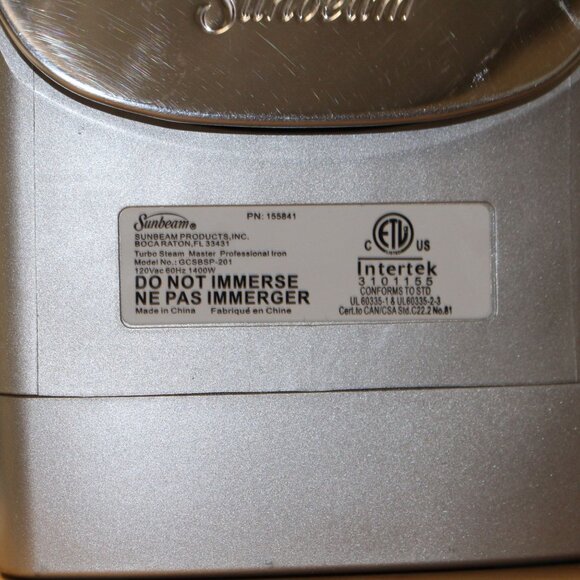 Sunbeam
Sunbeam®
PN: 155841
SUNBEAM PRODUCTS,INC.
BOCA RATON,FL 33431
Turbo Steam Master Professional Iron
Model No.: GCSBSP-201
120Vac 60Hz 1400W
DO NOT IMMERSE
NE PAS IMMERGER
Made in China Fabriqué en Chine
C ETL US
Intertek
3101155
CONFORMS TO STD
UL 60335-1 & UL60335-2-3
Cert.to CAN/CSA Std.C22.2 No.81